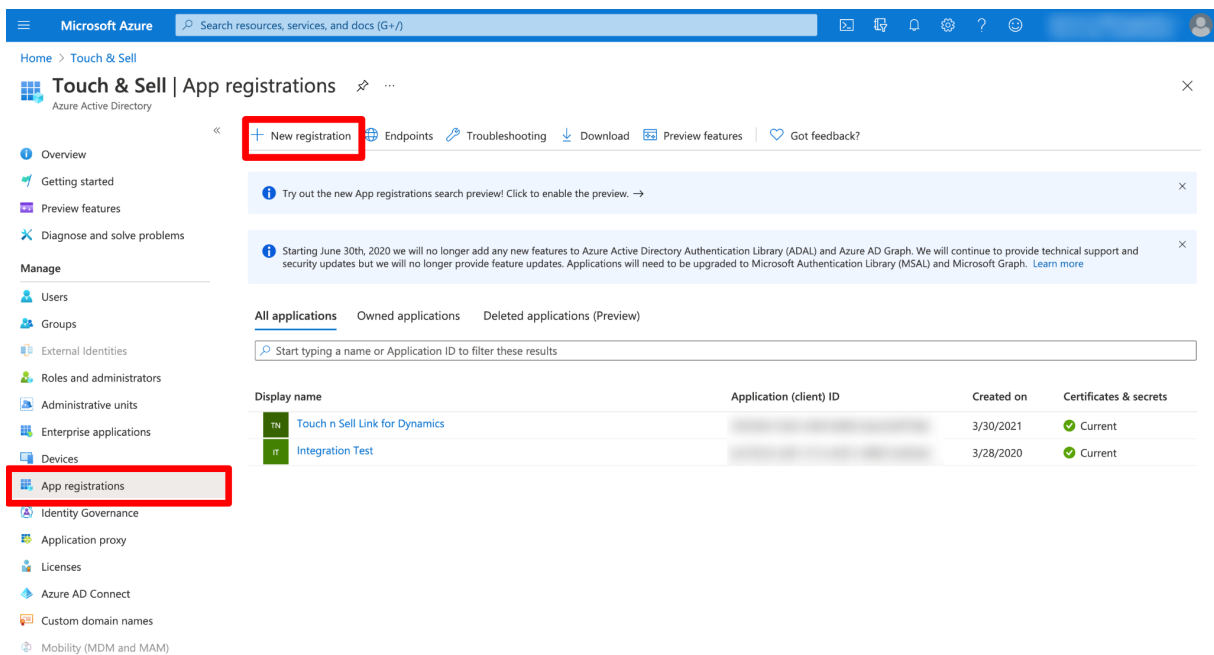 Microsoft Azure
Search resources, services, and docs (G+/)
Home > Touch & Sell
Touch & Sell | App registrations
Azure Active Directory
New registration
Endpoints
Troubleshooting
Download
Preview features
Got feedback?
Overview
Getting started
Preview features
Diagnose and solve problems
Manage
Users
Groups
External Identities
Roles and administrators
Administrative units
Enterprise applications
Devices
App registrations
Identity Governance
Application proxy
Licenses
Azure AD Connect
Custom domain names
Mobility (MDM and MAM)
Try out the new App registrations search preview! Click to enable the preview. →
Starting June 30th, 2020 we will no longer add any new features to Azure Active Directory Authentication Library (ADAL) and Azure AD Graph. We will continue to provide technical support and
security updates but we will no longer provide feature updates. Applications will need to be upgraded to Microsoft Authentication Library (MSAL) and Microsoft Graph. Learn more
All applications
Owned applications
Deleted applications (Preview)
Start typing a name or Application ID to filter these results
Display name
Application (client) ID
Created on
Certificates & secrets
TN
Touch n Sell Link for Dynamics
3/30/2021
Current
IT
Integration Test
3/28/2020
Current